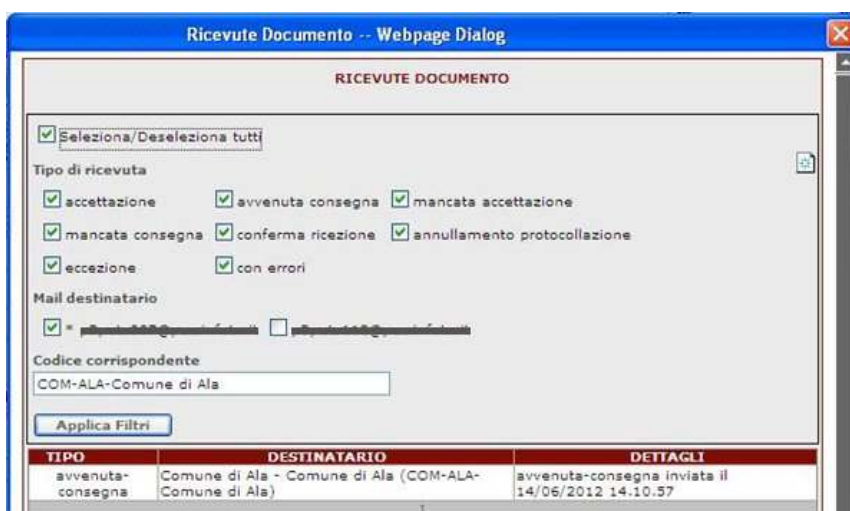 Ricevute Documento -- Webpage Dialog
RICEVUTE DOCUMENTO
Seleziona/Deseleziona tutti
Tipo di ricevuta
accettazione avvenuta consegna mancata accettazione
mancata consegna conferma ricezione annullamento protocollazione
eccezione con errori
Mail destinatario
*
Codice corrispondente
COM-ALA-Comune di Ala
Applica Filtri
TIPO DESTINATARIO DETTAGLI
avvenuta- Comune di Ala - Comune di Ala (COM-ALA- avvenuta-consegna inviata il
consegna Comune di Ala) 14/06/2012 14.10.57
1